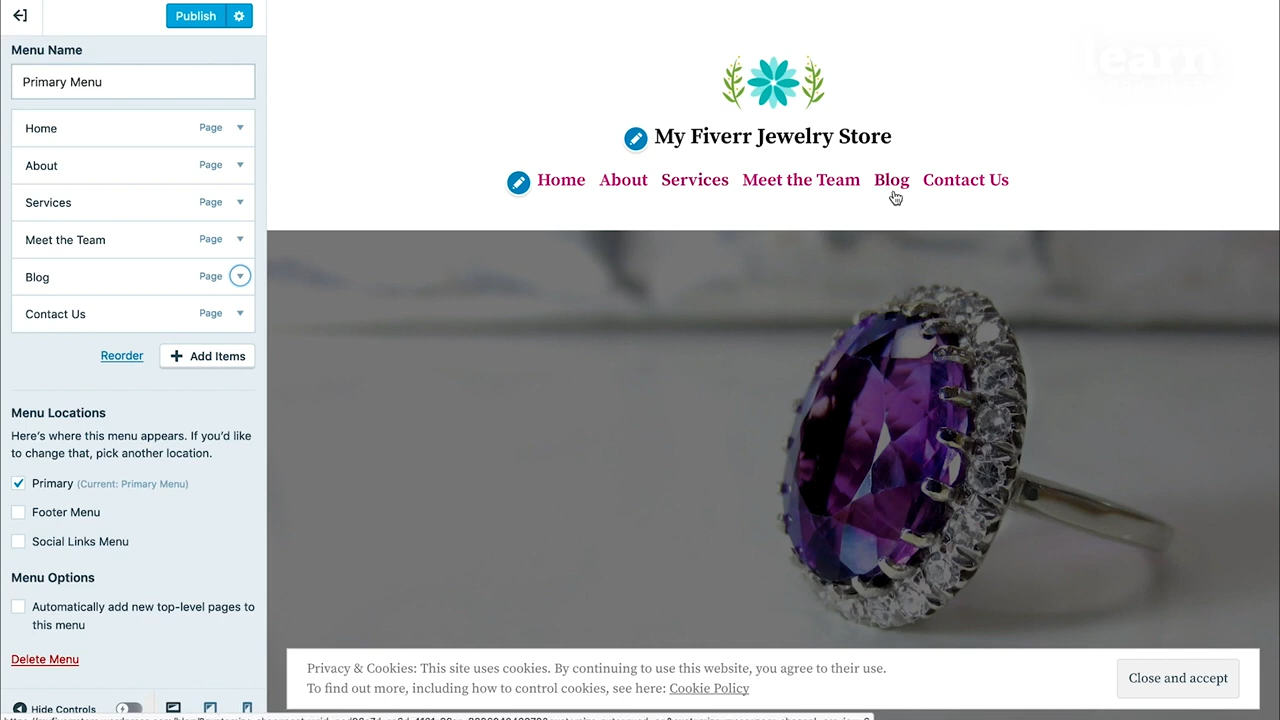 Publish
Menu Name
Primary Menu
Home Page
About Page
Services Page
Meet the Team Page
Blog Page
Contact Us Page
Reorder
Add Items
Menu Locations
Here's where this menu appears. If you'd like
to change that, pick another location.
Primary (Current: Primary Menu)
Footer Menu
Social Links Menu
Menu Options
Automatically add new top-level pages to
this menu
Delete Menu
Hide Controls
learn
My Fiverr Jewelry Store
Home About Services Meet the Team Blog Contact Us
Privacy & Cookies: This site uses cookies. By continuing to use this website, you agree to their use.
To find out more, including how to control cookies, see here: Cookie Policy
Close and accept